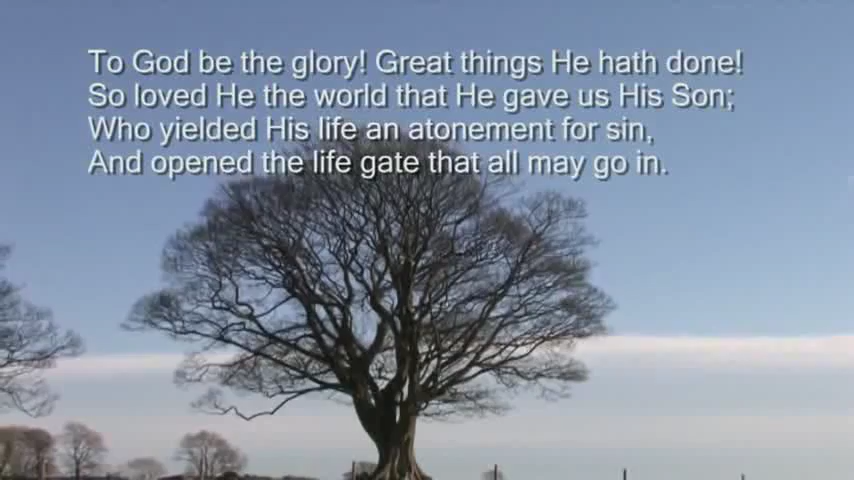 To God be the glory! Great things He hath done!
So loved He the world that He gave us His Son;
Who yielded His life an atonement for sin,
And opened the life gate that all may go in.